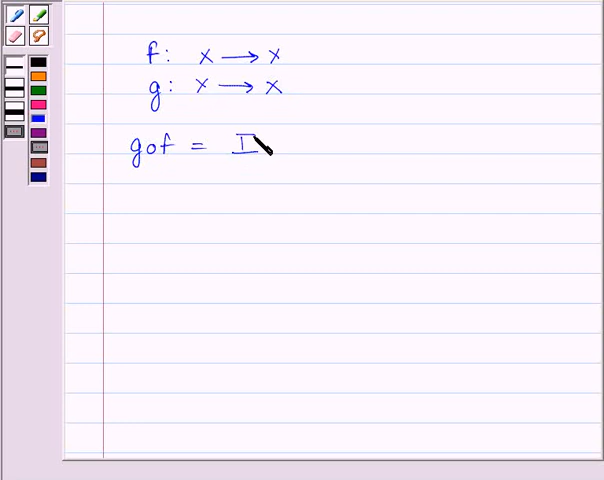 f: x → x
g: x → x
gof = I